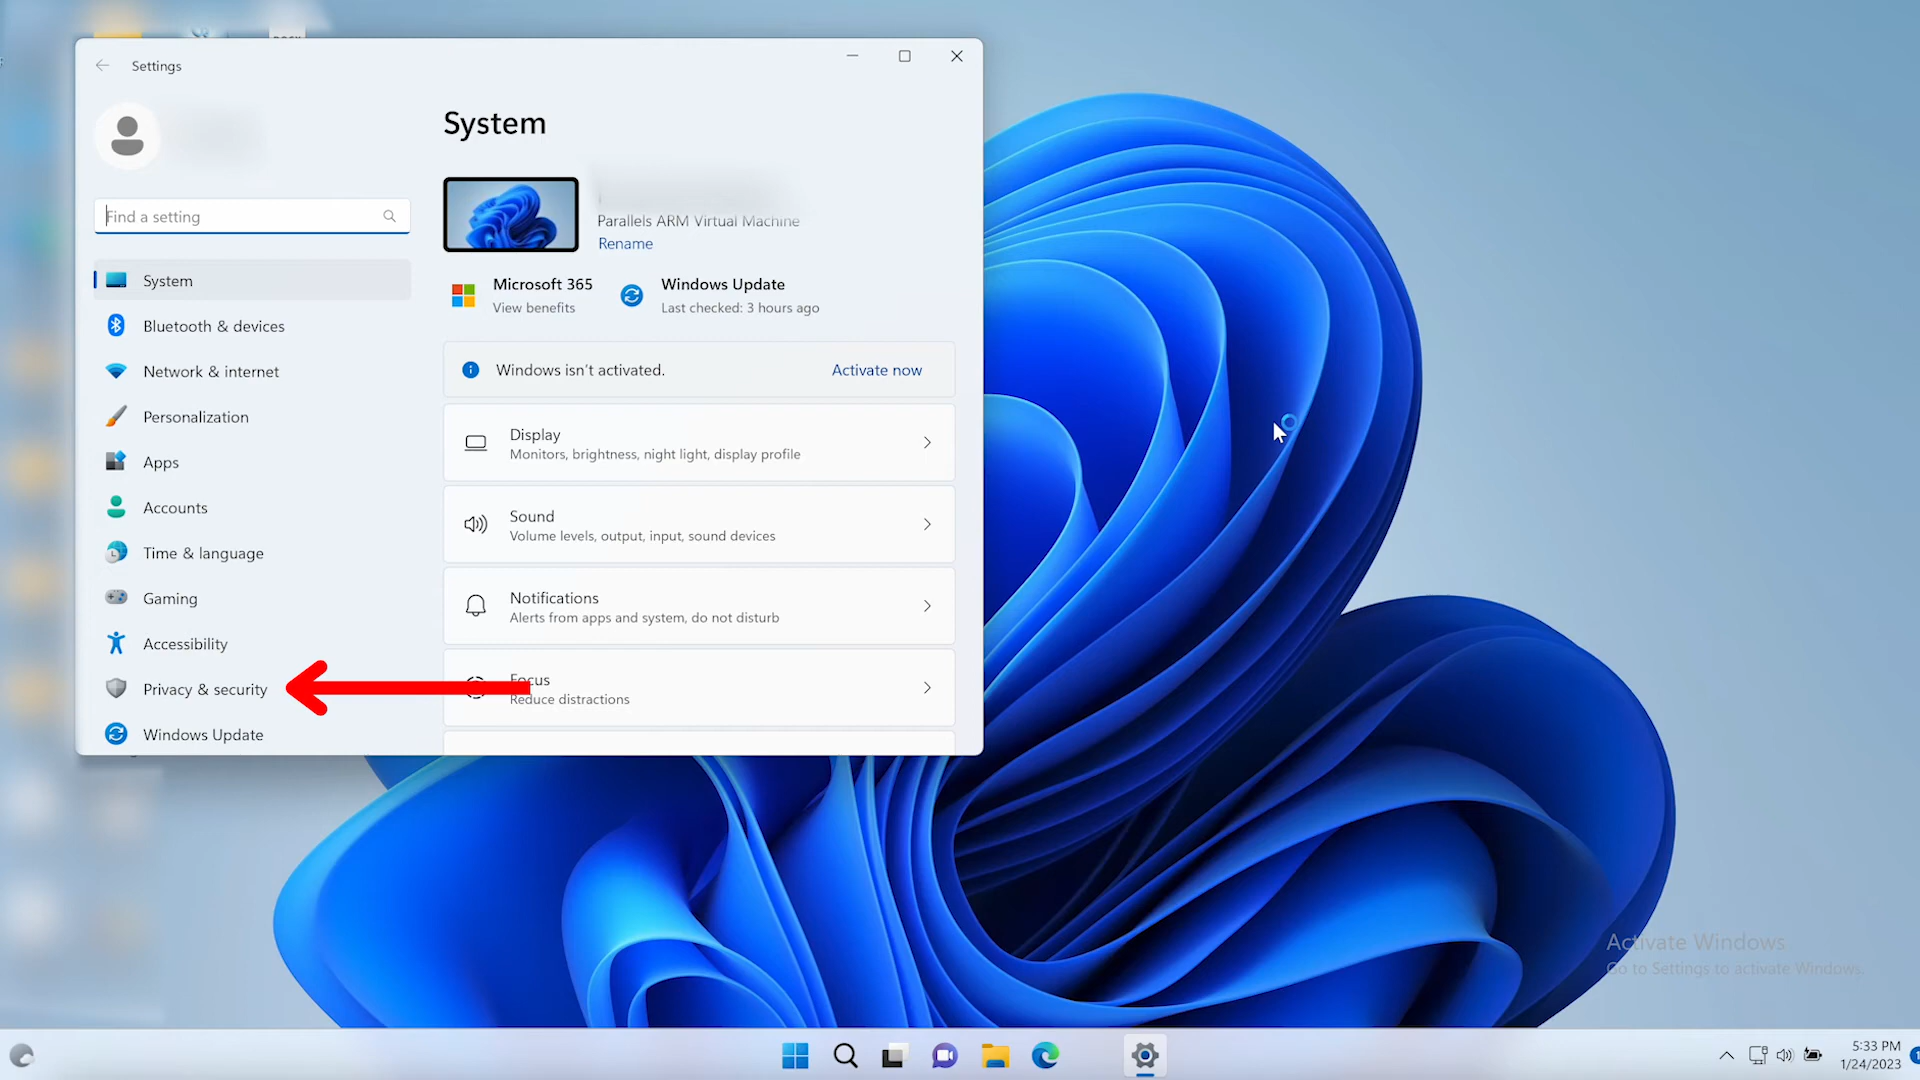 Settings
System
Find a setting
Parallels ARM Virtual Machine
Rename
Microsoft 365
View benefits
Windows Update
Last checked: 3 hours ago
System
Bluetooth & devices
Network & internet
Personalization
Apps
Accounts
Time & language
Gaming
Accessibility
Privacy & security
Windows Update
Windows isn't activated.
Activate now
Display
Monitors, brightness, night light, display profile
Sound
Volume levels, output, input, sound devices
Notifications
Alerts from apps and system, do not disturb
Focus
Reduce distractions
Activate Windows
Go to Settings to activate Windows.
5:33 PM
1/24/2023